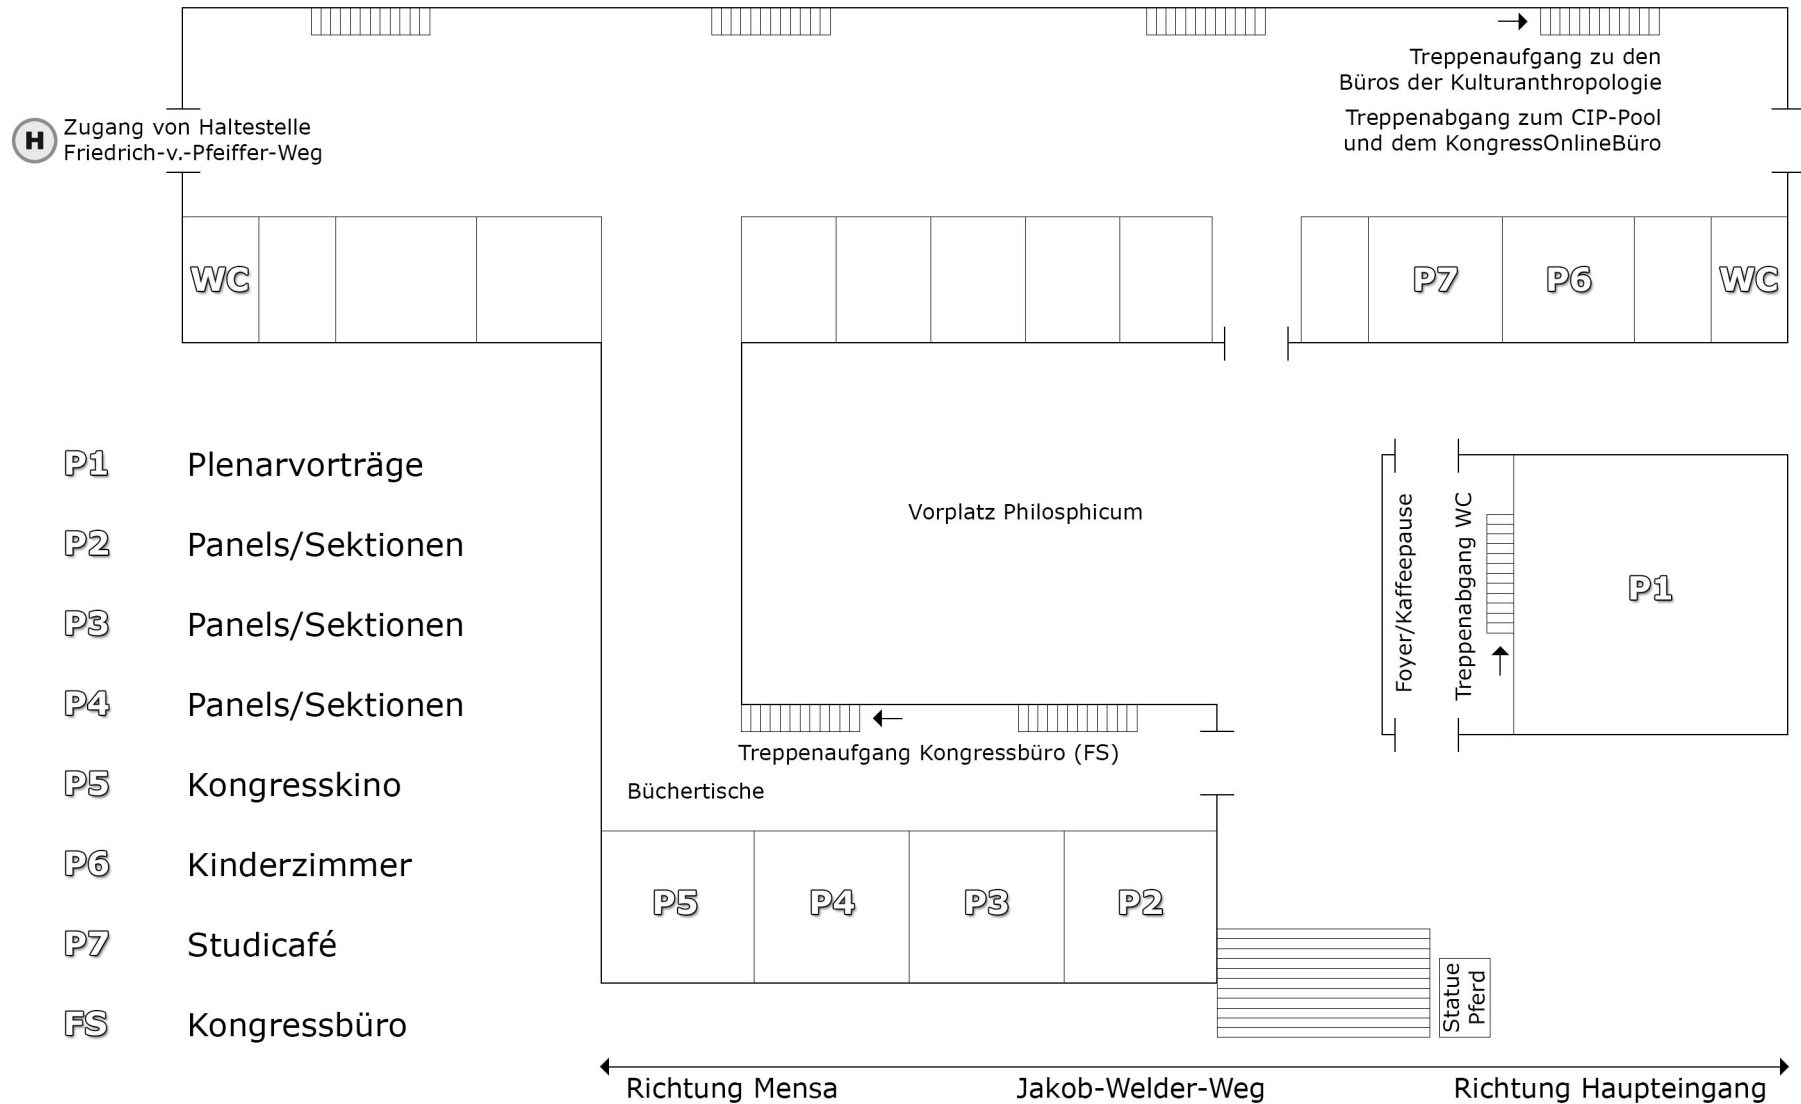 Treppenaufgang zu den
Büros der Kulturanthropologie
Treppenabgang zum CIP-Pool
und dem KongressOnlineBüro
H
Zugang von Haltestelle
Friedrich-v.-Pfeiffer-Weg
WC
P7
P6
WC
P1 Plenarvorträge
P2 Panels/Sektionen
P3 Panels/Sektionen
P4 Panels/Sektionen
P5 Kongresskino
P6 Kinderzimmer
P7 Studicafé
FS Kongressbüro
Vorplatz Philosphicum
Foyer/Kaffeepause
Treppenabgang WC
P1
Treppenaufgang Kongressbüro (FS)
Büchertische
P5
P4
P3
P2
Statue
Pferd
Richtung Mensa
Jakob-Welder-Weg
Richtung Haupteingang